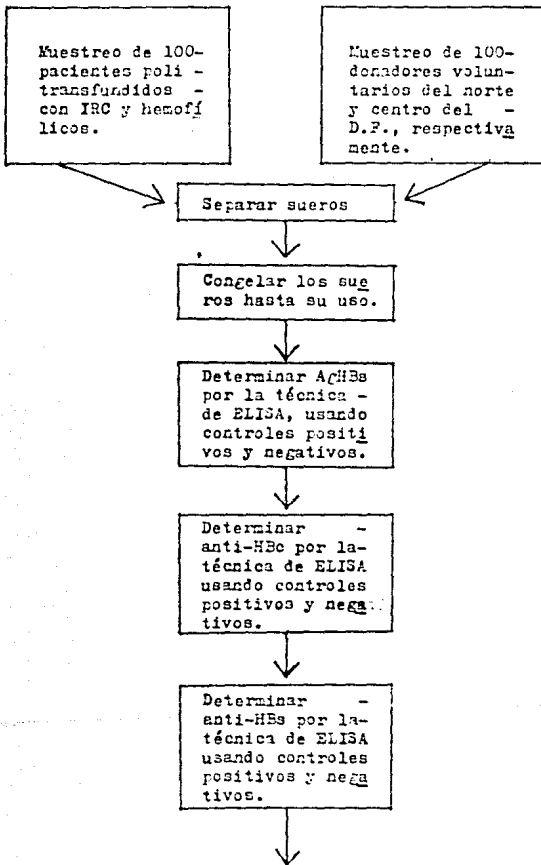 Muestreo de 100-
pacientes poli -
transfundidos -
con IRC y hemofí
licos.
Muestreo de 100-
donadores volun-
tarios del norte
y centro del -
D.F., respectiva
mente.
Separar sueros
Congelar los sue
ros hasta su uso.
Determinar AgHBs
por la técnica -
de ELISA, usando
controles positi
vos y negativos.
Determinar -
anti-HBc por la-
técnica de ELISA
usando controles
positivos y nega
tivos.
Determinar -
anti-HBs por la-
técnica de ELISA
usando controles
positivos y nega
tivos.